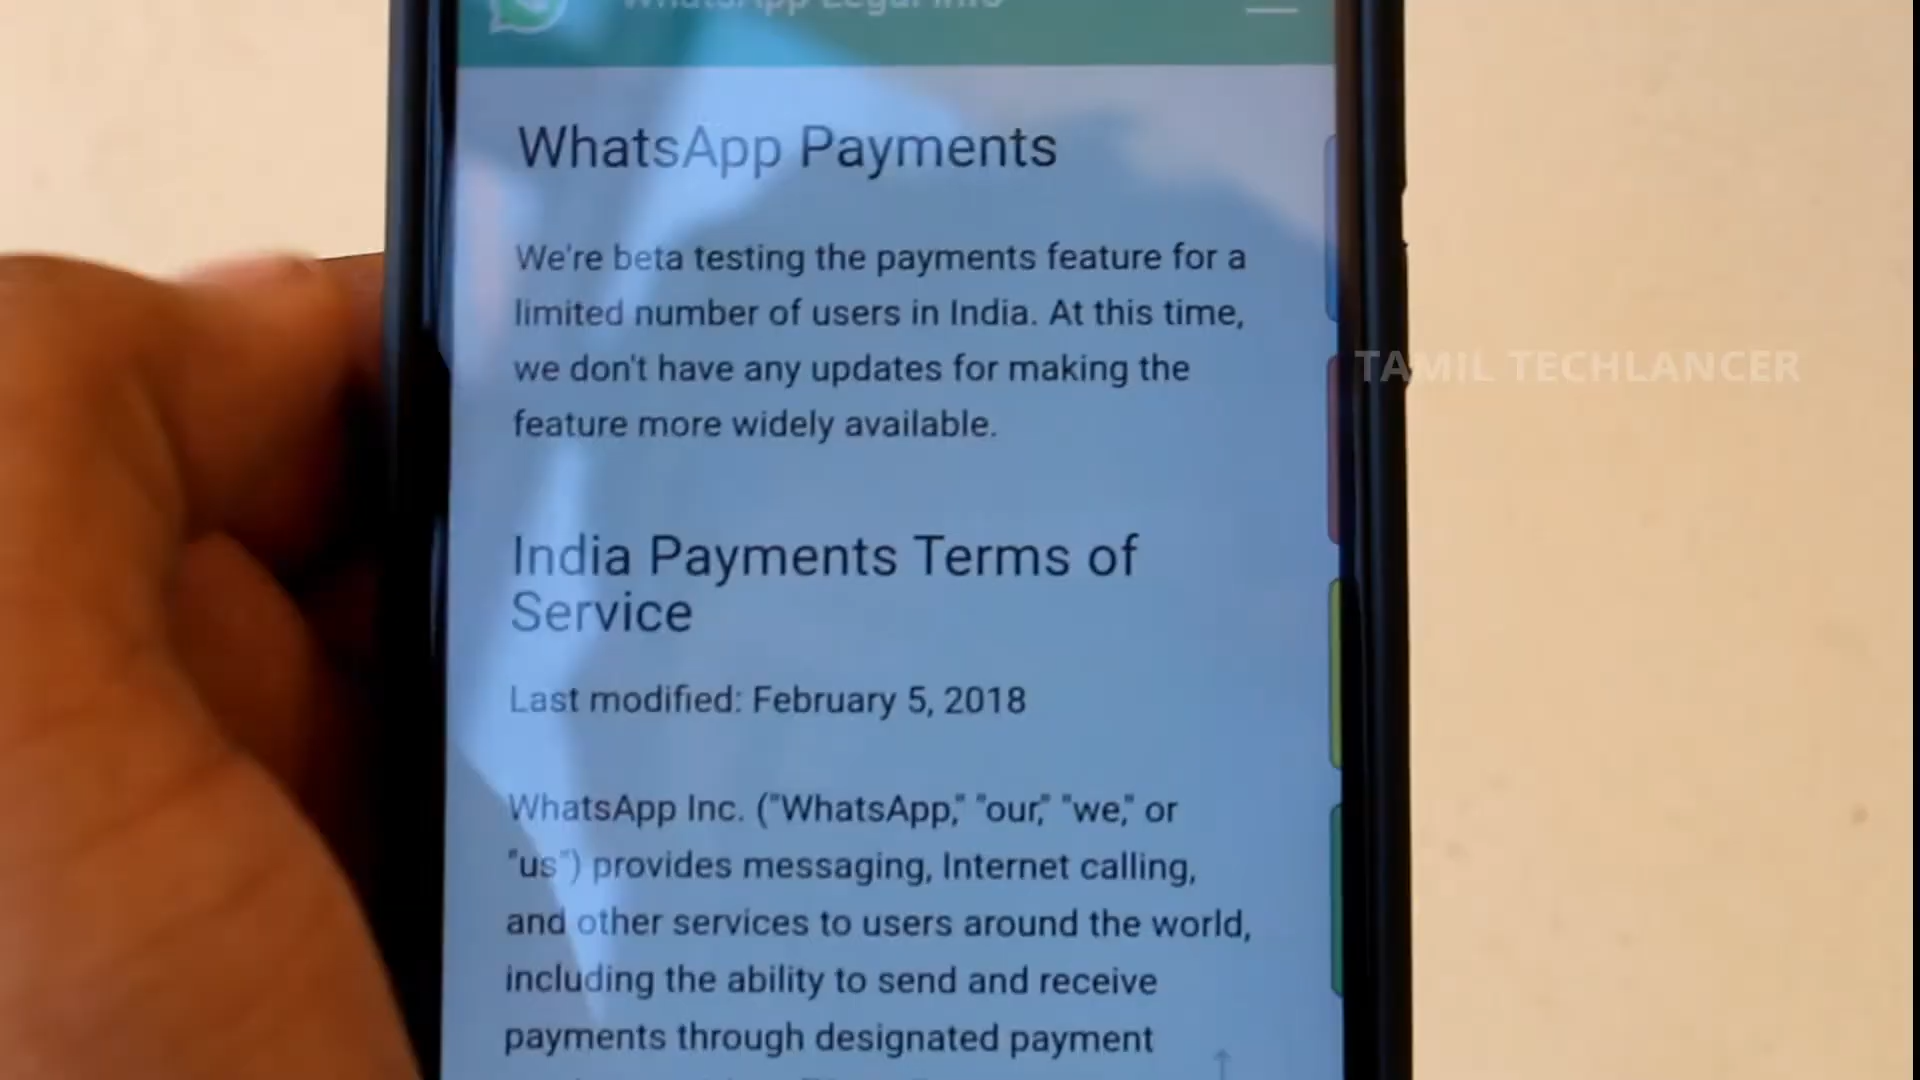 WhatsApp Legal Info
WhatsApp Payments
We're beta testing the payments feature for a
limited number of users in India. At this time,
we don't have any updates for making the
feature more widely available.
TAMIL TECHLANCER
India Payments Terms of
Service
Last modified: February 5, 2018
WhatsApp Inc. ("WhatsApp," "our," "we," or
"us") provides messaging, Internet calling,
and other services to users around the world,
including the ability to send and receive
payments through designated payment